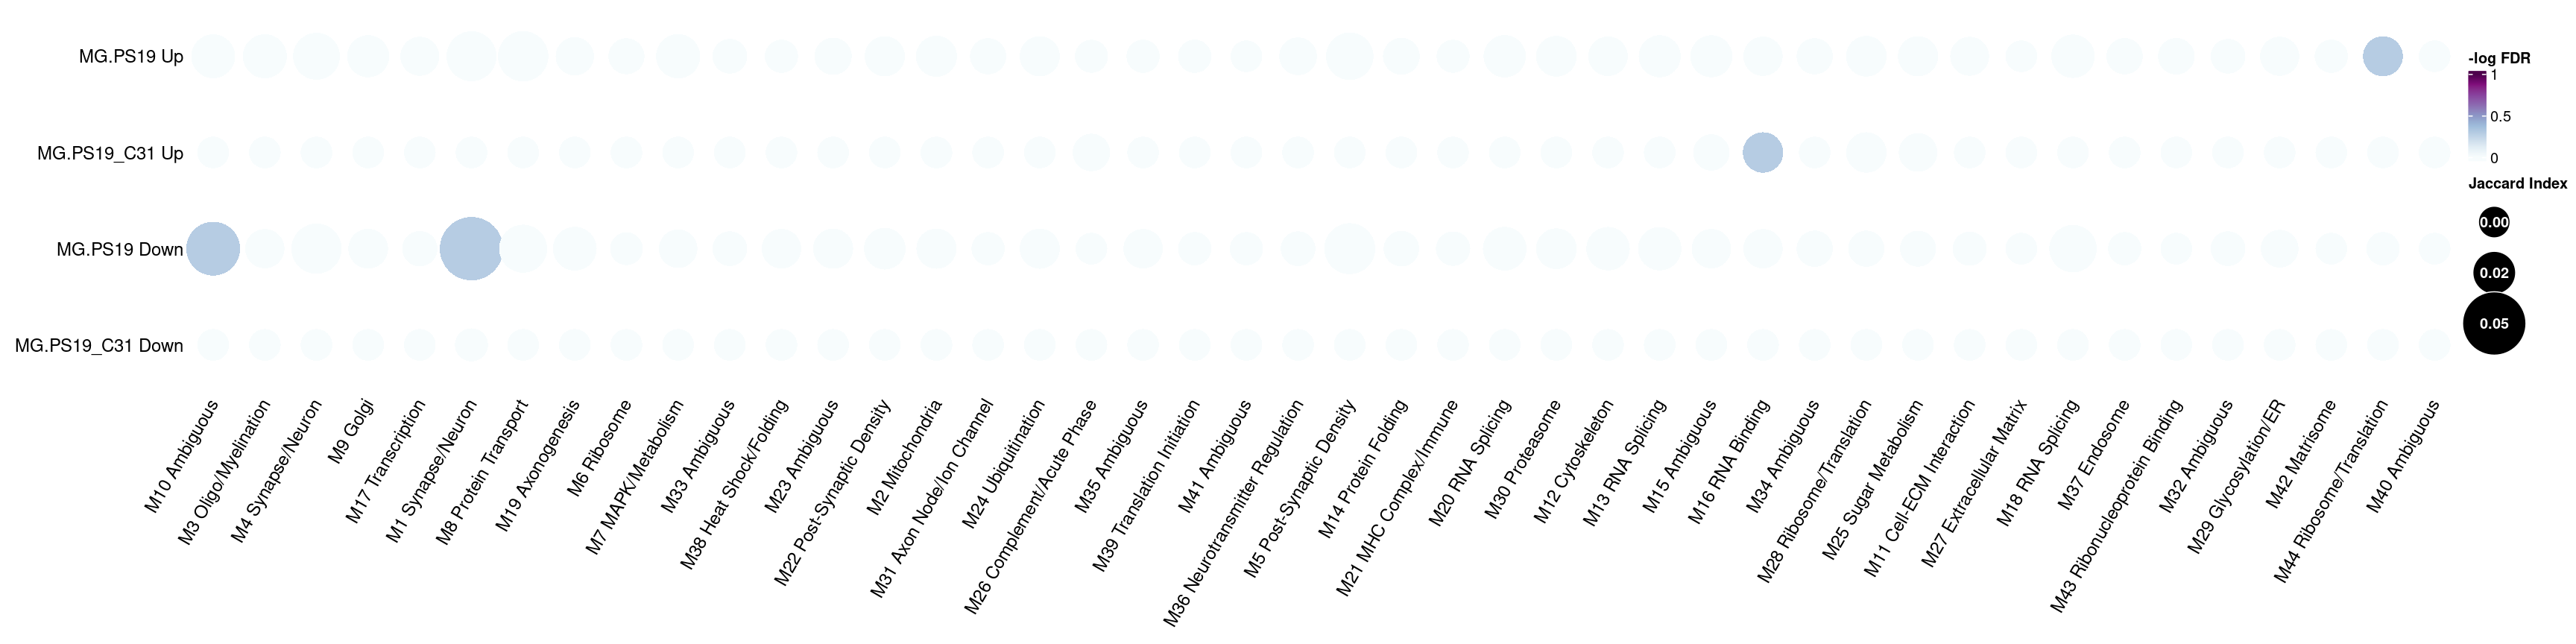 MG.PS19 Up
MG.PS19_C31 Up
MG.PS19 Down
MG.PS19_C31 Down
M10 Ambiguous
M3 Oligo/Myelination
M4 Synapse/Neuron
M9 Golgi
M17 Transcription
M1 Synapse/Neuron
M8 Protein Transport
M19 Axonogenesis
M6 Ribosome
M7 MAPK/Metabolism
M33 Ambiguous
M38 Heat Shock/Folding
M23 Ambiguous
M22 Post-Synaptic Density
M2 Mitochondria
M31 Axon Node/Ion Channel
M24 Ubiquitination
M26 Complement/Acute Phase
M35 Ambiguous
M39 Translation Initiation
M41 Ambiguous
M36 Neurotransmitter Regulation
M5 Post-Synaptic Density
M14 Protein Folding
M21 MHC Complex/Immune
M20 RNA Splicing
M30 Proteasome
M12 Cytoskeleton
M13 RNA Splicing
M15 Ambiguous
M16 RNA Binding
M34 Ambiguous
M28 Ribosome/Translation
M25 Sugar Metabolism
M11 Cell-ECM Interaction
M27 Extracellular Matrix
M18 RNA Splicing
M37 Endosome
M43 Ribonucleoprotein Binding
M32 Ambiguous
M29 Glycosylation/ER
M42 Matrisome
M44 Ribosome/Translation
M40 Ambiguous
-log FDR
1
0.5
0
Jaccard Index
0.00
0.02
0.05